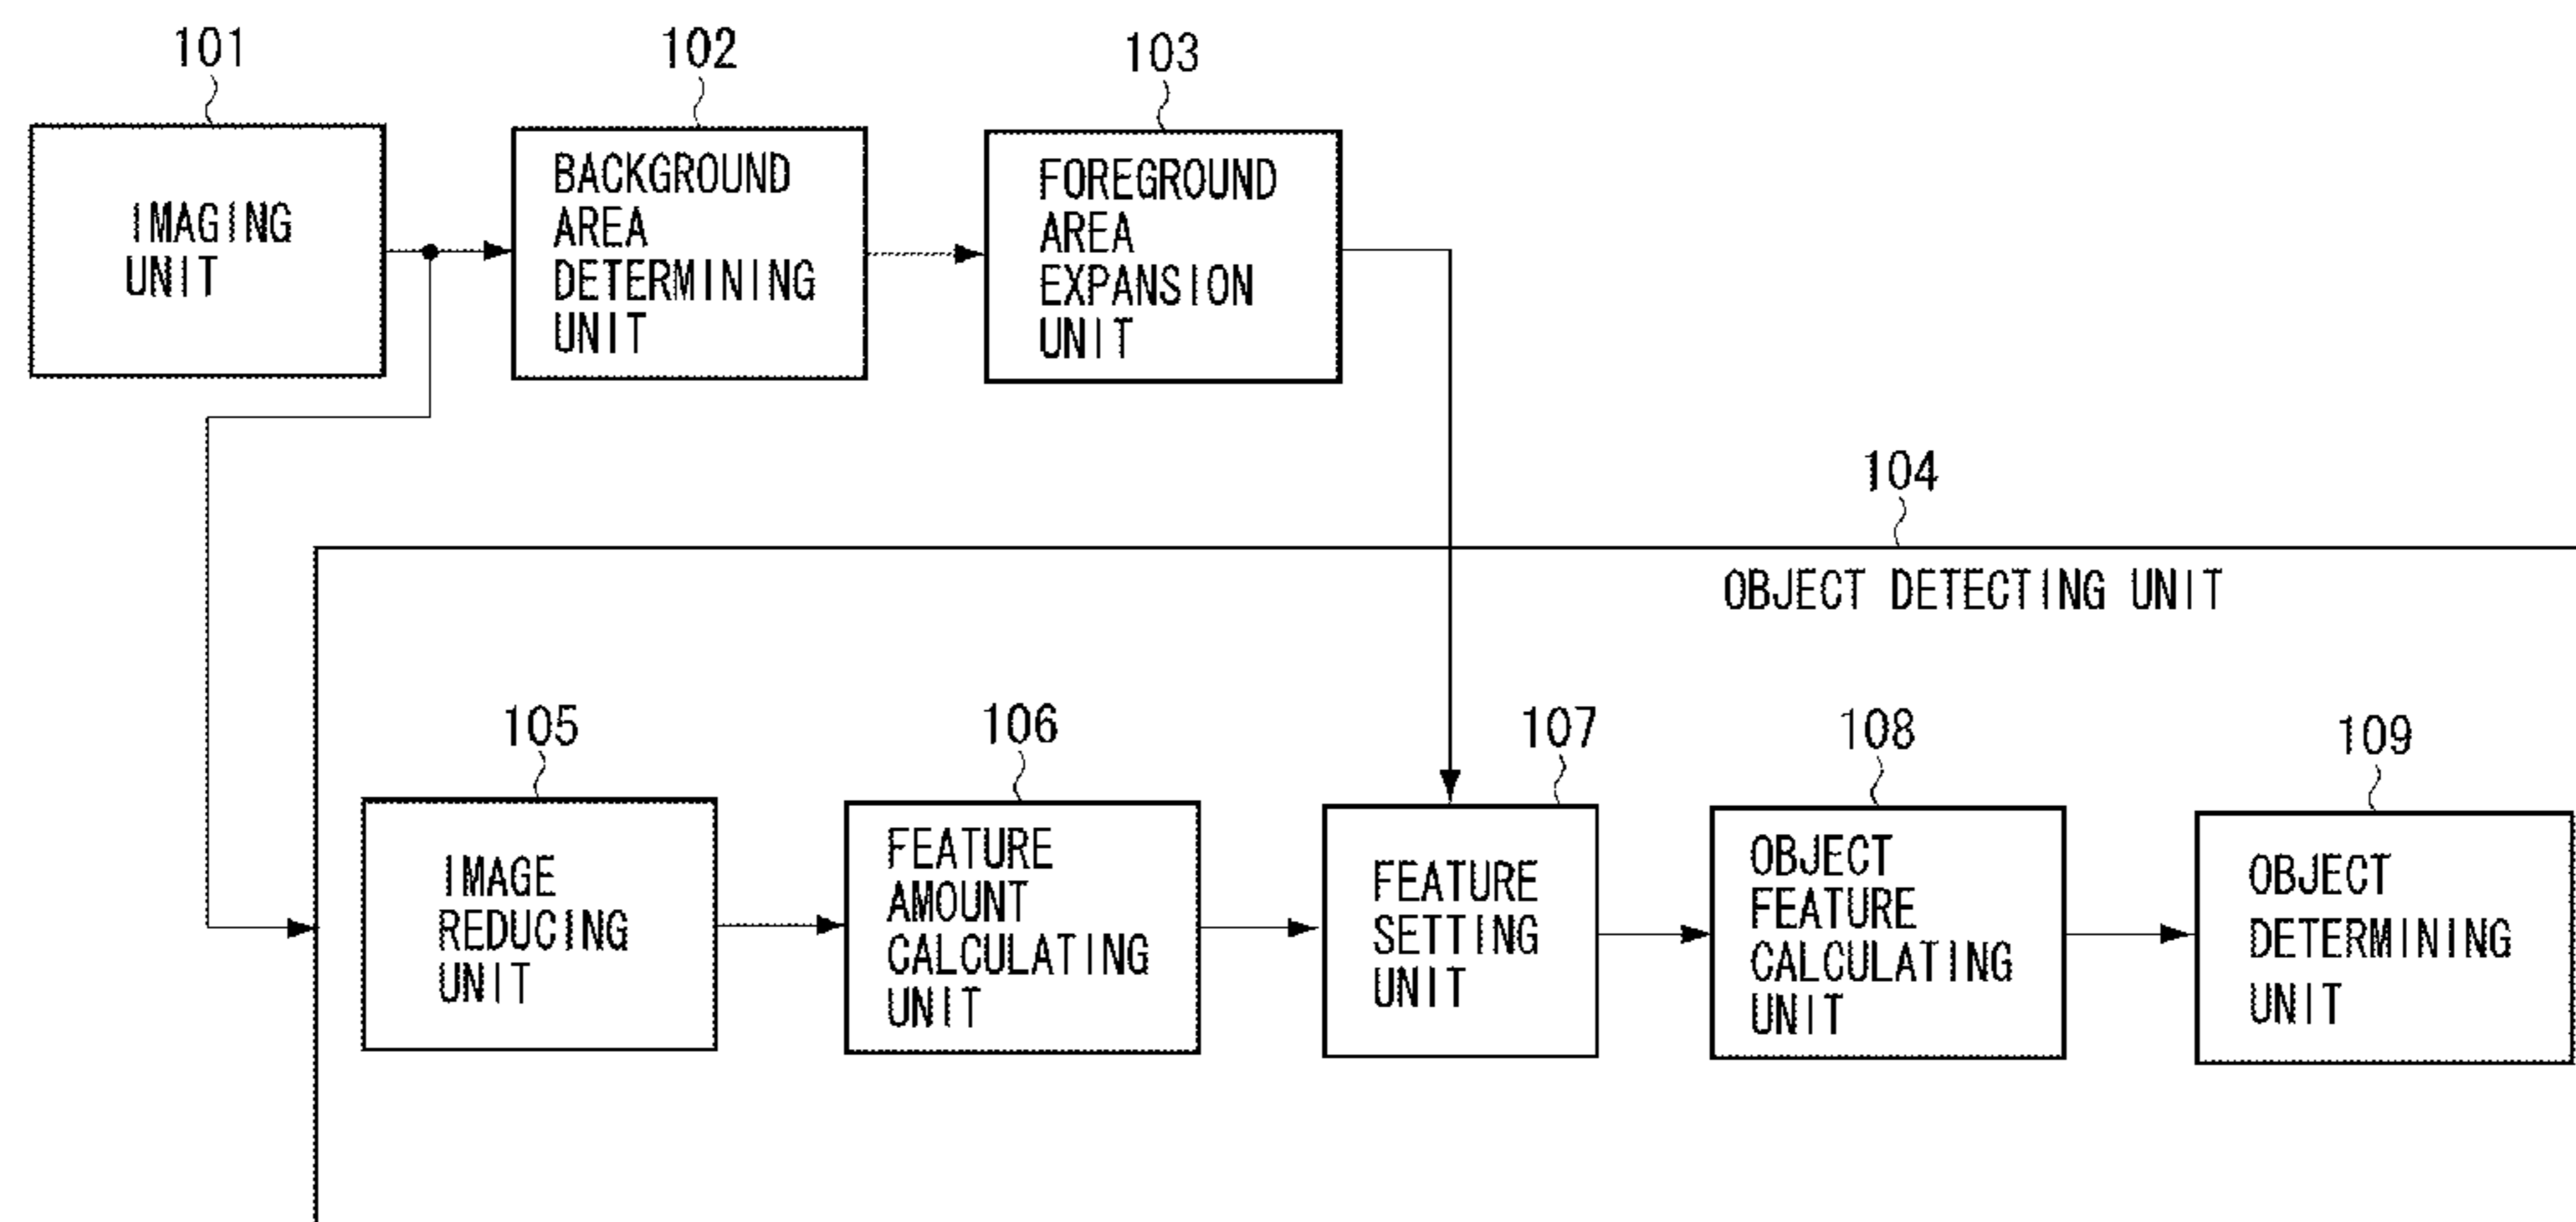 101
IMAGING
UNIT
102
BACKGROUND
AREA
DETERMINING
UNIT
103
FOREGROUND
AREA
EXPANSION
UNIT
104
OBJECT DETECTING UNIT
105
IMAGE
REDUCING
UNIT
106
FEATURE
AMOUNT
CALCULATING
UNIT
107
FEATURE
SETTING
UNIT
108
OBJECT
FEATURE
CALCULATING
UNIT
109
OBJECT
DETERMINING
UNIT